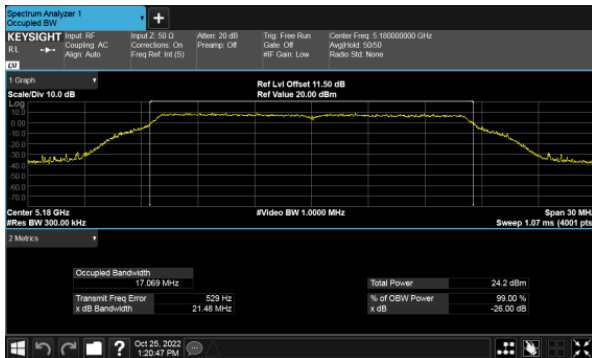 Spectrum Analyzer 1
Occupied BW
+
KEYSIGHT
RL
Input: RF
Coupling: AC
Align: Auto
Input Z: 50 Ω
Corrections: On
Freq Ref: Int (S)
Atten: 20 dB
Preamp: Off
Trig: Free Run
Gate: Off
#IF Gain: Low
Center Freq: 5.180000000 GHz
Avg|Hold: 50/50
Radio Std: None
LXI
1 Graph
Scale/Div 10.0 dB
Ref Lvl Offset 11.50 dB
Ref Value 20.00 dBm
Log
10.0
0.00
-10.0
-20.0
-30.0
-40.0
-50.0
-60.0
-70.0
Center 5.18 GHz
#Res BW 300.00 kHz
#Video BW 1.0000 MHz
Span 30 MHz
Sweep 1.07 ms (4001 pts
2 Metrics
Occupied Bandwidth
17.069 MHz
Transmit Freq Error 529 Hz
x dB Bandwidth 21.48 MHz
Total Power 24.2 dBm
% of OBW Power 99.00 %
x dB -26.00 dB
?
Oct 25, 2022
1:20:47 PM